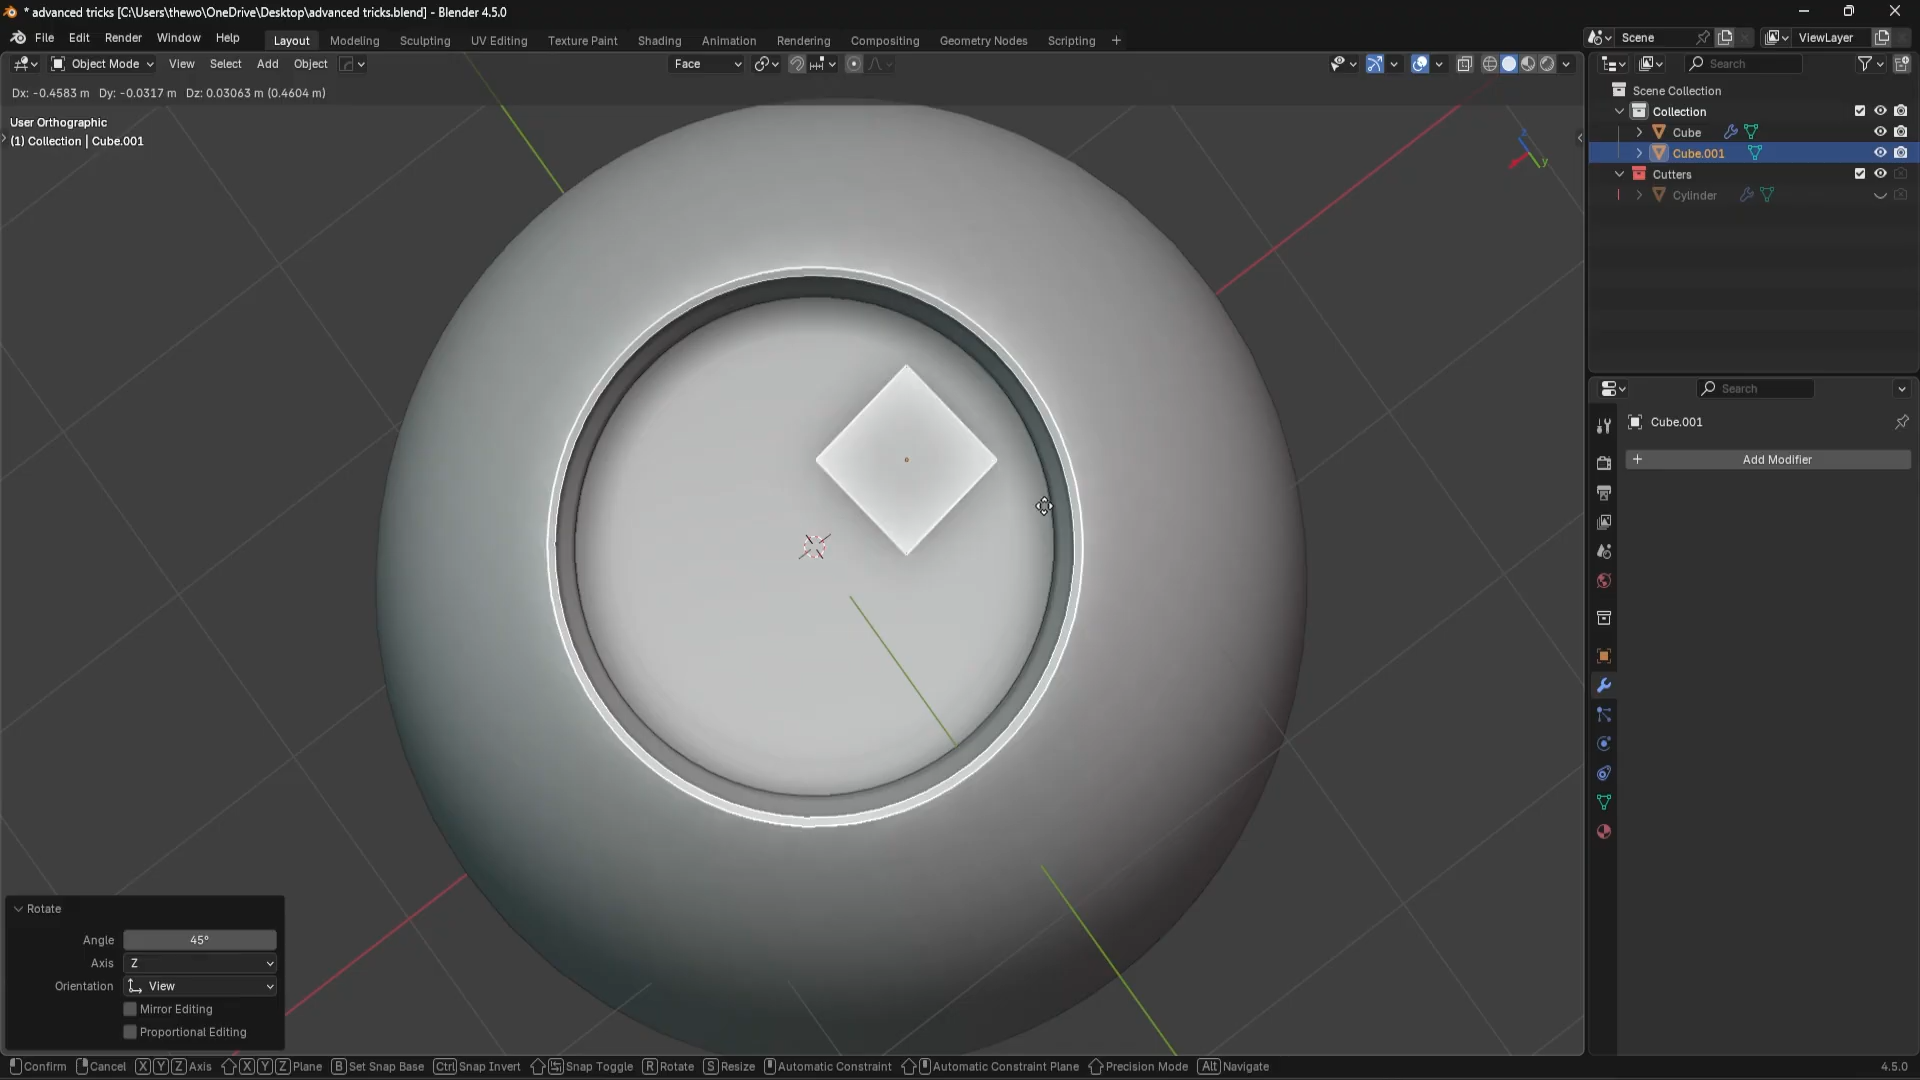 * advanced tricks [C:\Users\thewo\OneDrive\Desktop\advanced tricks.blend] - Blender 4.5.0
File Edit Render Window Help Layout Modeling Sculpting UV Editing Texture Paint Shading Animation Rendering Compositing Geometry Nodes Scripting + Scene ViewLayer
Object Mode View Select Add Object Face Search
Dx: -0.4583 m Dy: -0.0317 m Dz: 0.03063 m (0.4604 m)
User Orthographic
(1) Collection | Cube.001
z
y
Scene Collection
Collection
Cube
Cube.001
Cutters
Cylinder
Search
Cube.001
+ Add Modifier
Rotate
Angle 45°
Axis Z
Orientation View
Mirror Editing
Proportional Editing
Confirm Cancel X Y Z Axis X Y Z Plane B Set Snap Base Ctrl Snap Invert Snap Toggle R Rotate S Resize Automatic Constraint Automatic Constraint Plane Precision Mode Alt Navigate 4.5.0